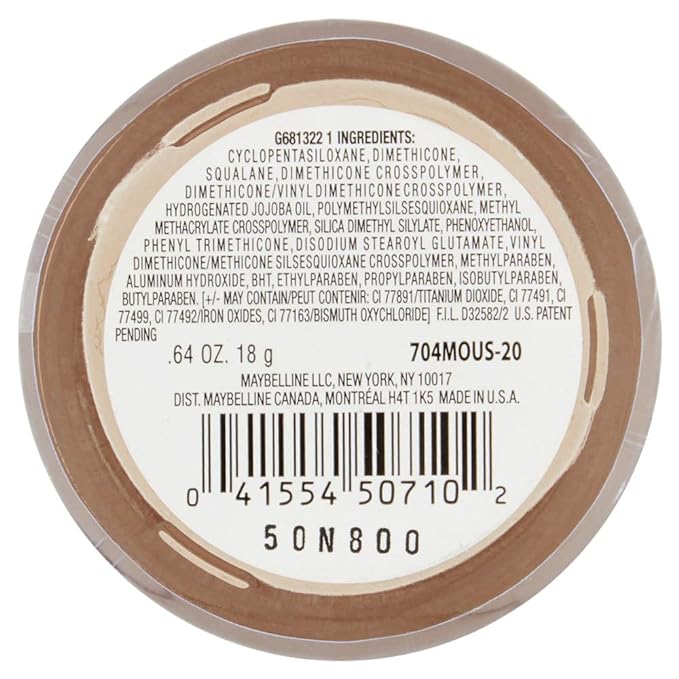 G681322 1 INGREDIENTS:
CYCLOPENTASILOXANE, DIMETHICONE,
SQUALANE, DIMETHICONE CROSSPOLYMER,
DIMETHICONE/VINYL DIMETHICONE CROSSPOLYMER,
HYDROGENATED JOJOBA OIL, POLYMETHYLSILSESQUIOXANE, METHYL
METHACRYLATE CROSSPOLYMER, SILICA DIMETHYL SILYLATE, PHENOXYETHANOL,
PHENYL TRIMETHICONE, DISODIUM STEAROYL GLUTAMATE, VINYL
DIMETHICONE/METHICONE SILSESQUIOXANE CROSSPOLYMER, METHYLPARABEN,
ALUMINUM HYDROXIDE, BHT, ETHYLPARABEN, PROPYLPARABEN, ISOBUTYLPARABEN,
BUTYLPARABEN. [+/- MAY CONTAIN/PEUT CONTENIR: CI 77891/TITANIUM DIOXIDE, CI 77491, CI
77499, CI 77492/IRON OXIDES, CI 77163/BISMUTH OXYCHLORIDE] F.I.L. D32582/2 U.S. PATENT
PENDING
.64 OZ. 18 g 704MOUS-20
MAYBELLINE LLC, NEW YORK, NY 10017
DIST. MAYBELLINE CANADA, MONTRÉAL H4T 1K5 MADE IN U.S.A.
0 41554 50710 2
50N800